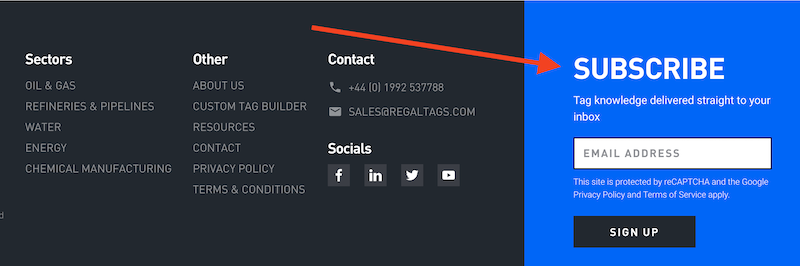 Sectors
OIL & GAS
REFINERIES & PIPELINES
WATER
ENERGY
CHEMICAL MANUFACTURING
Other
ABOUT US
CUSTOM TAG BUILDER
RESOURCES
CONTACT
PRIVACY POLICY
TERMS & CONDITIONS
Contact
+44 (0) 1992 537788
SALES@REGALTAGS.COM
Socials
SUBSCRIBE
Tag knowledge delivered straight to your
inbox
EMAIL ADDRESS
This site is protected by reCAPTCHA and the Google
Privacy Policy and Terms of Service apply.
SIGN UP